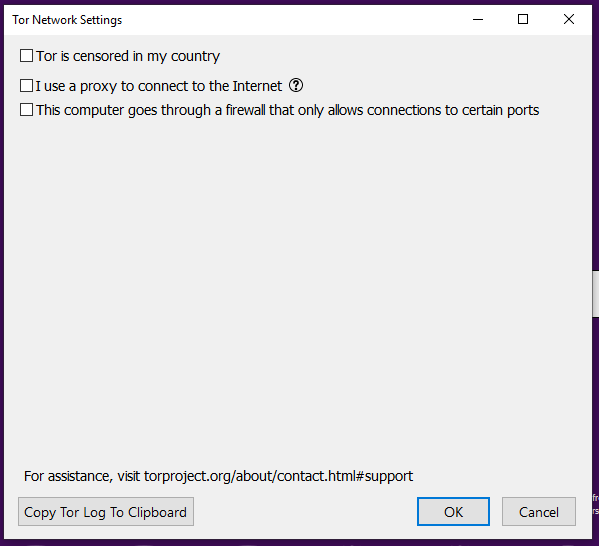 Tor Network Settings
Tor is censored in my country
I use a proxy to connect to the Internet ?
This computer goes through a firewall that only allows connections to certain ports
For assistance, visit torproject.org/about/contact.html#support
Copy Tor Log To Clipboard
OK
Cancel